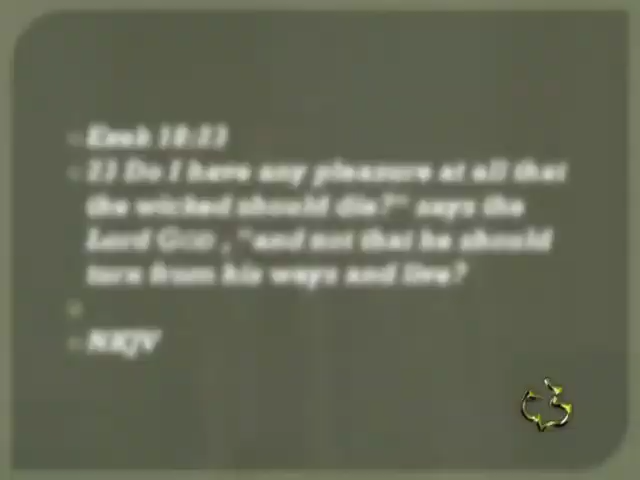 Ezek 18:23
23 Do I have any pleasure at all that
the wicked should die?" says the
Lord GOD , "and not that he should
turn from his ways and live?
NKJV